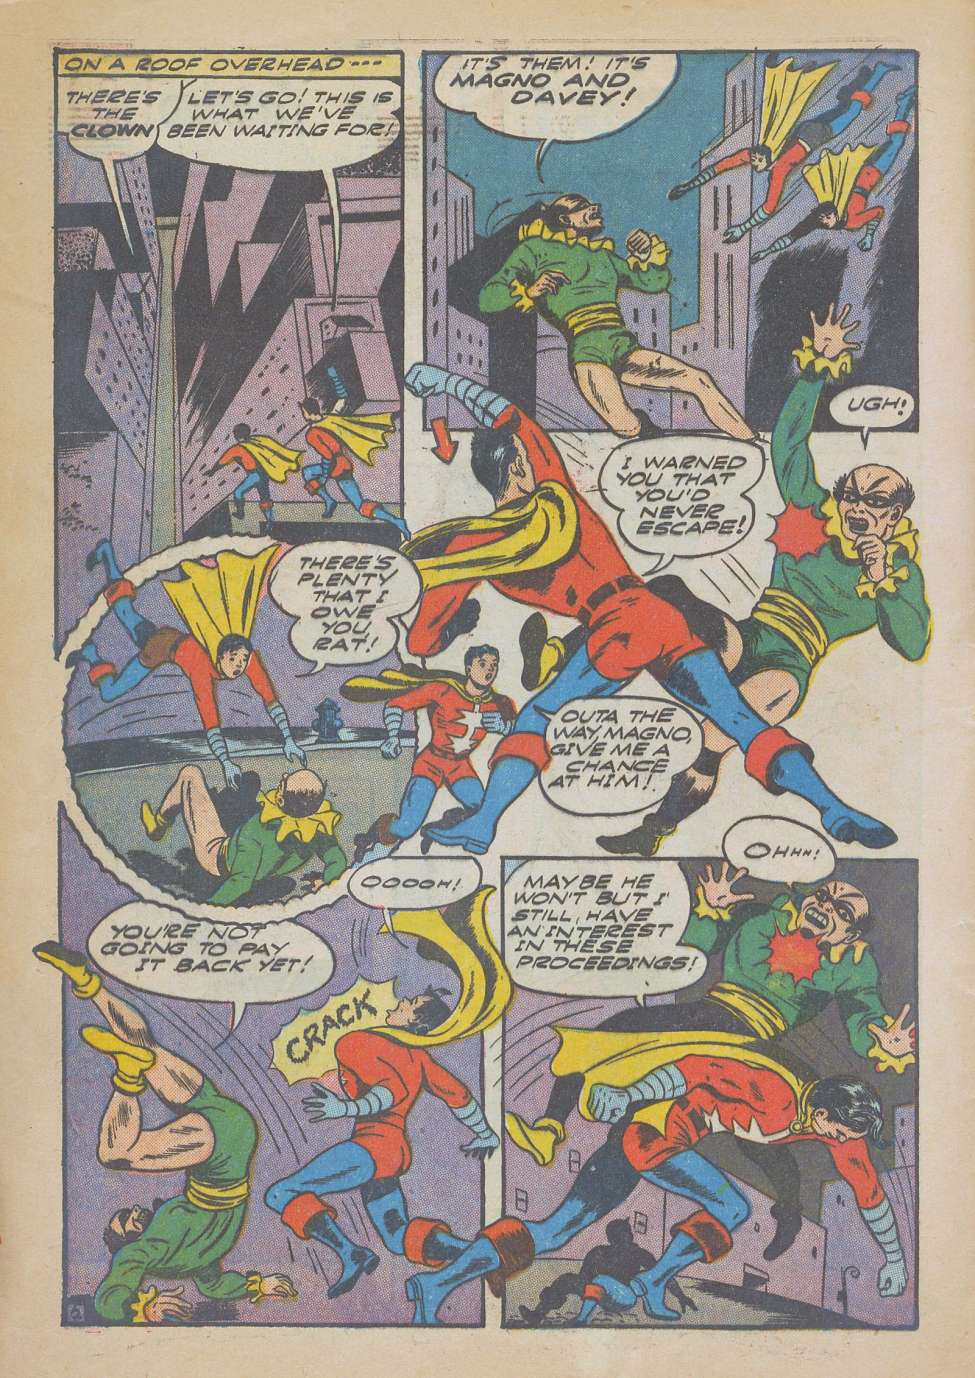 ON A ROOF OVERHEAD---
THERE'S
THE
CLOWN
LET'S GO! THIS IS
WHAT WE'VE
BEEN WAITING FOR!
IT'S THEM! IT'S
MAGNO AND
DAVEY!
UGH!
I WARNED
YOU THAT
YOU'D
NEVER
ESCAPE!
THERE'S
PLENTY
THAT I
OWE
YOU,
RAT!
OUTA THE
WAY, MAGNO,
GIVE ME A
CHANCE
AT HIM!
OOOOH!
YOU'RE NOT
GOING TO PAY
IT BACK YET!
CRACK
OHHH!
MAYBE HE
WON'T BUT I
STILL HAVE
AN INTEREST
IN THESE
PROCEEDINGS!
6